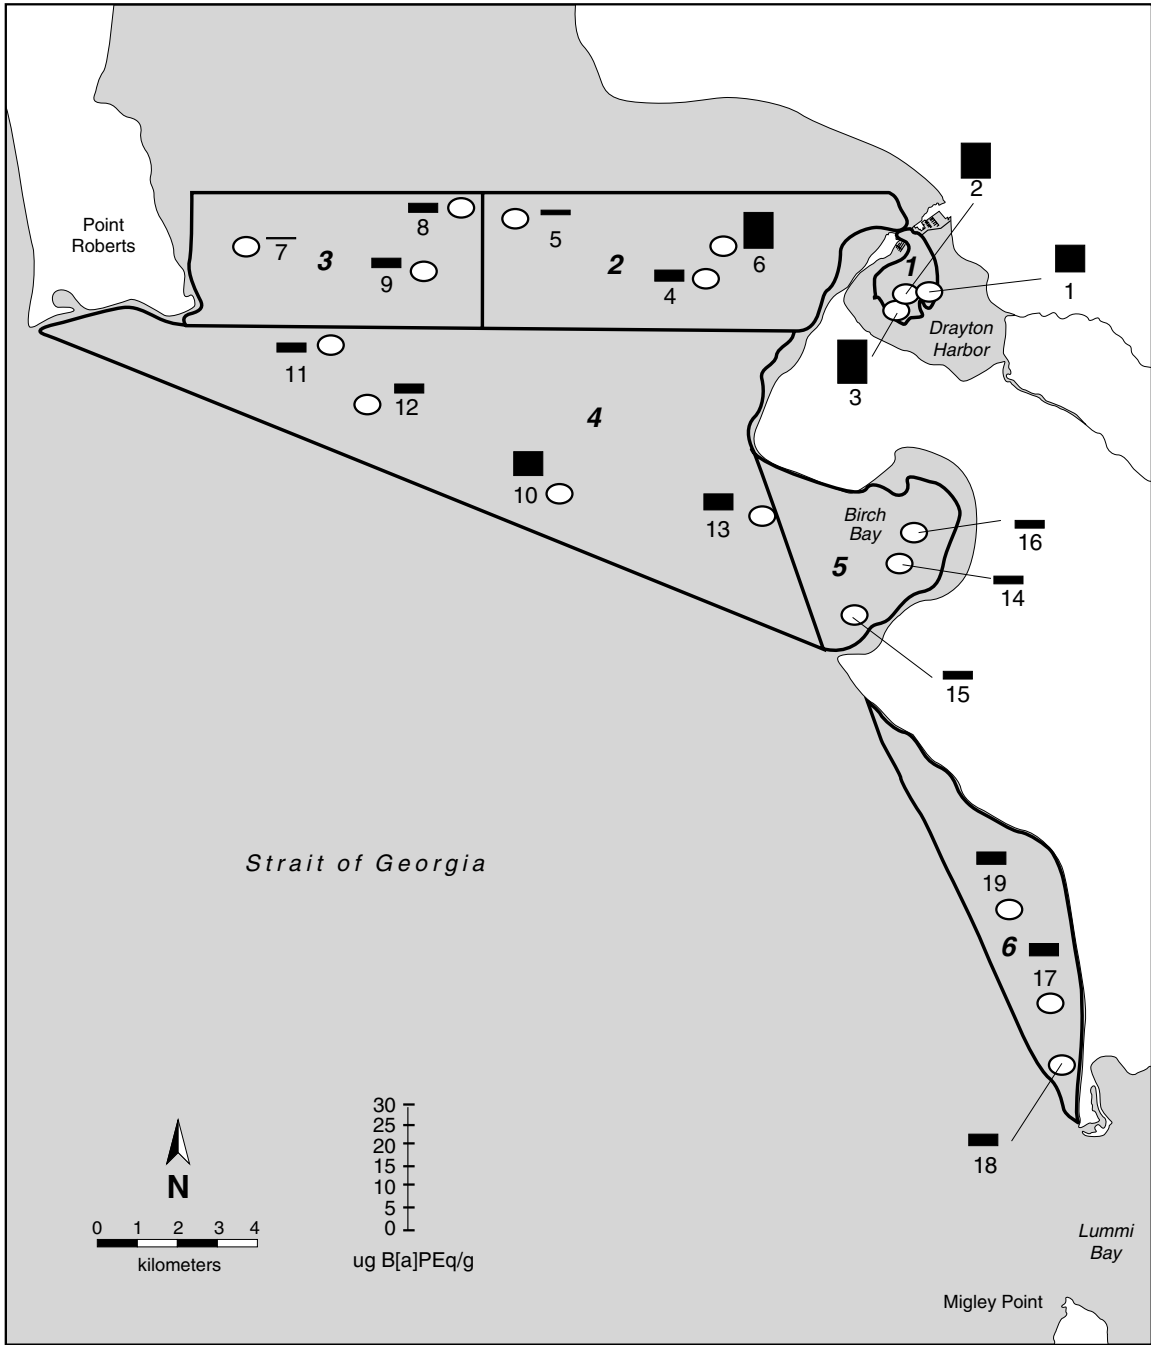 2
1
Point
Roberts
8
7
3
9
5
2
4
6
1
Drayton
Harbor
3
11
12
4
10
13
Birch
Bay
5
16
14
15
Strait of Georgia
19
6
17
18
30
25
20
15
10
5
0
ug B[a]PEq/g
N
0 1 2 3 4
kilometers
Lummi
Bay
Migley Point